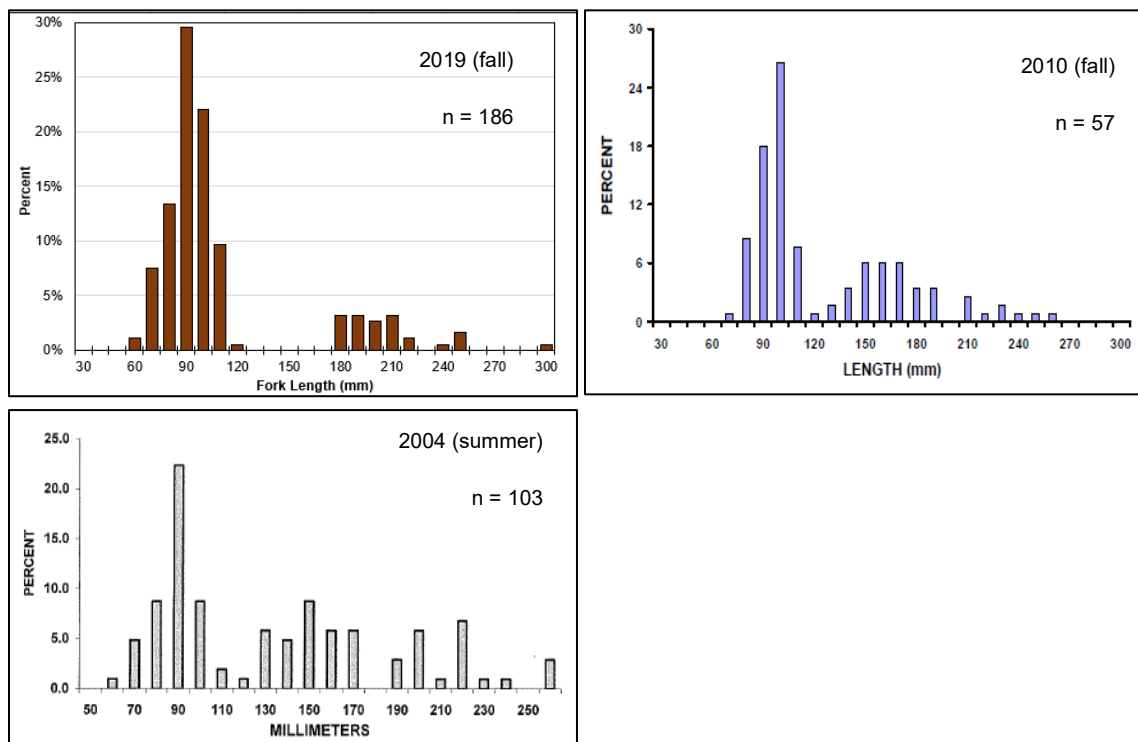 30%
25%
20%
15%
10%
5%
0%
Percent
2019 (fall)
n = 186
30 60 90 120 150 180 210 240 270 300
Fork Length (mm)
30
24
18
12
6
0
PERCENT
2010 (fall)
n = 57
30 60 90 120 150 180 210 240 270 300
LENGTH (mm)
25.0
20.0
15.0
10.0
5.0
0.0
PERCENT
2004 (summer)
n = 103
50 70 90 110 130 150 170 190 210 230 250
MILLIMETERS